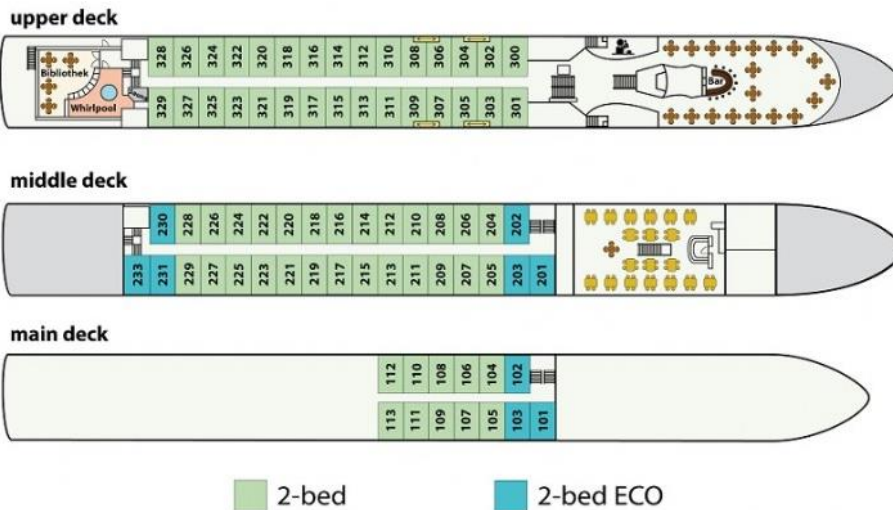 upper deck
328 326 324 322 320 318 316 314 312 310 308 306 304 302 300
Bibliothek
Bar
Whirlpool
329 327 325 323 321 319 317 315 313 311 309 307 305 303 301
middle deck
230 228 226 224 222 220 218 216 214 212 210 208 206 204 202
233 231 229 227 225 223 221 219 217 215 213 211 209 207 205 203 201
main deck
112 110 108 106 104 102
113 111 109 107 105 103 101
2-bed 2-bed ECO